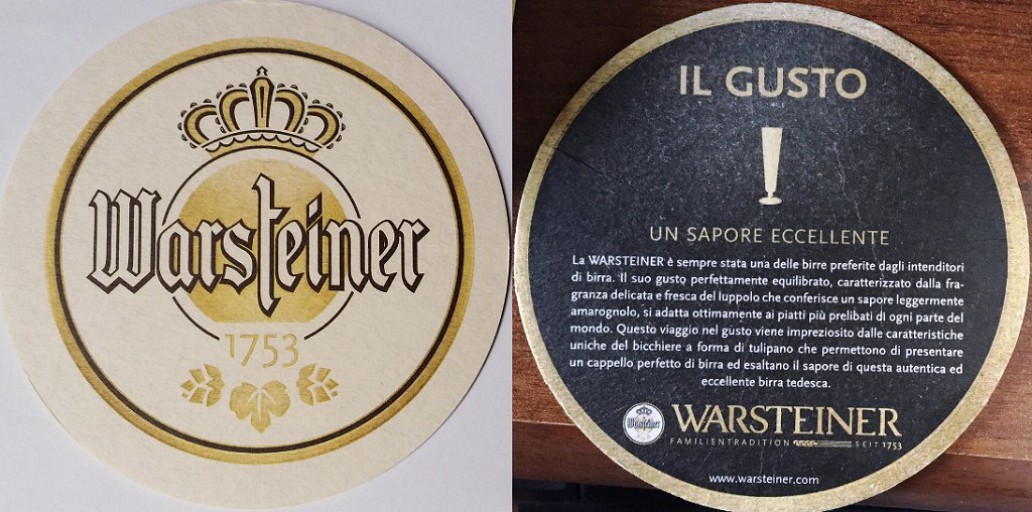 Warsteiner
1753
IL GUSTO
UN SAPORE ECCELLENTE
La WARSTEINER è sempre stata una delle birre preferite dagli intenditori
di birra. Il suo gusto perfettamente equilibrato, caratterizzato dalla fra-
granza delicata e fresca del luppolo che conferisce un sapore leggermente
amarognolo, si adatta ottimamente ai piatti più prelibati di ogni parte del
mondo. Questo viaggio nel gusto viene impreziosito dalle caratteristiche
uniche del bicchiere a forma di tulipano che permettono di presentare
un cappello perfetto di birra ed esaltano il sapore di questa autentica ed
eccellente birra tedesca.
Warsteiner
WARSTEINER
FAMILIENTRADITION SEIT 1753
www.warsteiner.com